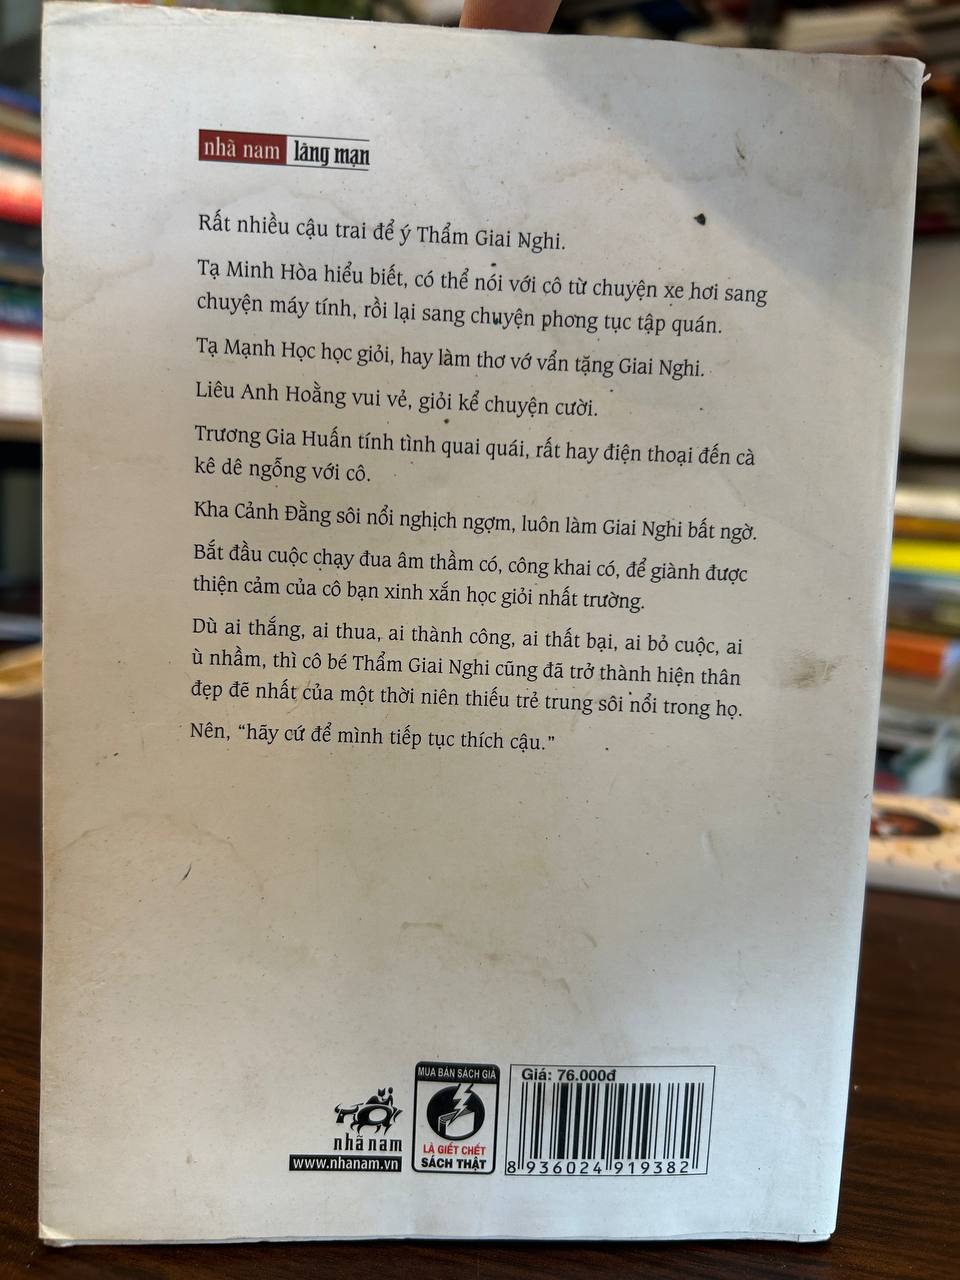 nhã nam lãng mạn
Rất nhiều cậu trai để ý Thẩm Giai Nghi.
Tạ Minh Hòa hiểu biết, có thể nói với cô từ chuyện xe hơi sang
chuyện máy tính, rồi lại sang chuyện phong tục tập quán.
Tạ Mạnh Học học giỏi, hay làm thơ vớ vẩn tặng Giai Nghi.
Liêu Anh Hoằng vui vẻ, giỏi kể chuyện cười.
Trương Gia Huấn tính tình quai quái, rất hay điện thoại đến cà
kê dê ngỗng với cô.
Kha Cảnh Đằng sôi nổi nghịch ngợm, luôn làm Giai Nghi bất ngờ.
Bắt đầu cuộc chạy đua âm thầm có, công khai có, để giành được
thiện cảm của cô bạn xinh xắn học giỏi nhất trường.
Dù ai thắng, ai thua, ai thành công, ai thất bại, ai bỏ cuộc, ai
ù nhầm, thì cô bé Thẩm Giai Nghi cũng đã trở thành hiện thân
đẹp đẽ nhất của một thời niên thiếu trẻ trung sôi nổi trong họ.
Nên, “hãy cứ để mình tiếp tục thích cậu.”
nhã nam
www.nhanam.vn
MUA BÁN SÁCH GIẢ
LÀ GIẾT CHẾT
SÁCH THẬT
Giá: 76.000đ
8 936024 919382